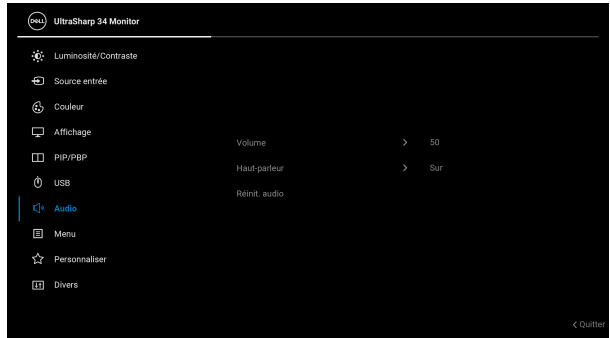 DELL UltraSharp 34 Monitor
Luminosité/Contraste
Source entrée
Couleur
Affichage
PIP/PBP
USB
Audio
Menu
Personnaliser
Divers
Volume 50
Haut-parleur Sur
Réinit. audio
Quitter